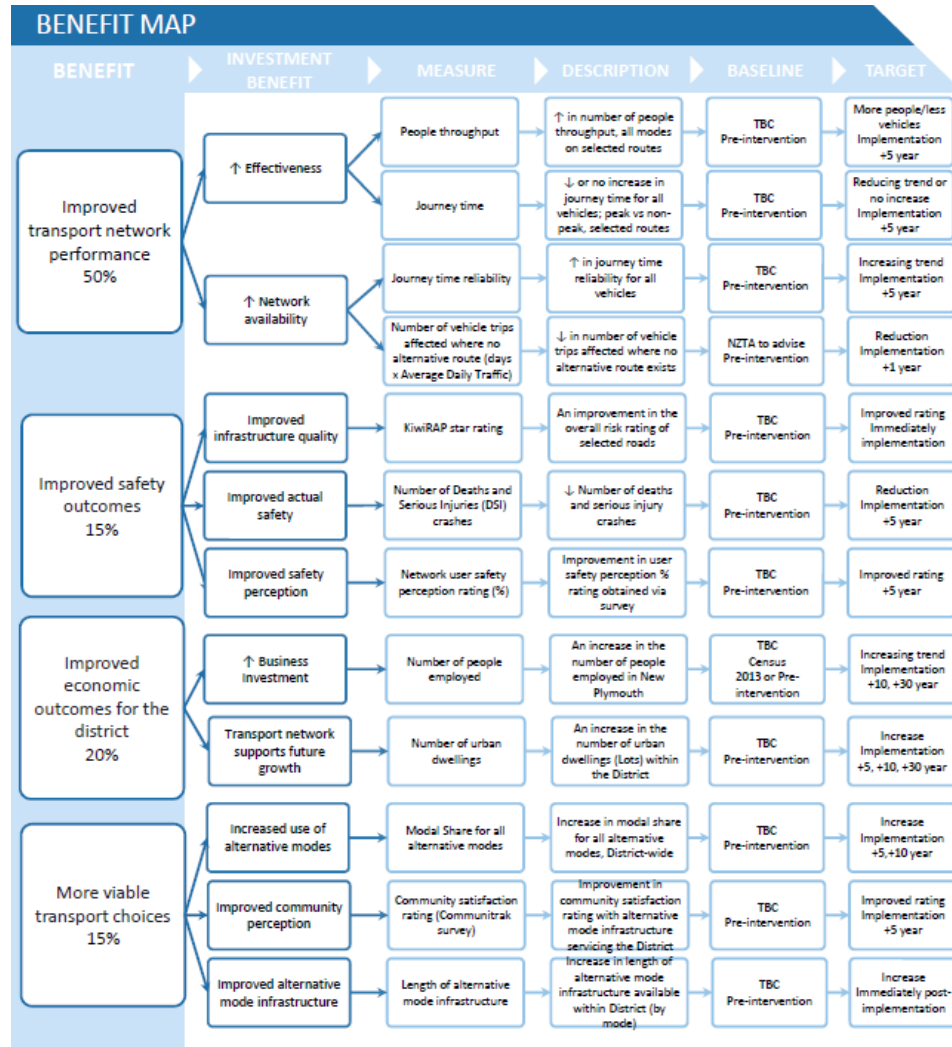 BENEFIT MAP
BENEFIT
INVESTMENT
BENEFIT
MEASURE
DESCRIPTION
BASELINE
TARGET
Improved
transport network
performance
50%
↑ Effectiveness
People throughput
↑ in number of people
throughput, all modes
on selected routes
TBC
Pre-intervention
More people/less
vehicles
Implementation
+5 year
Journey time
↓ or no increase in
journey time for all
vehicles; peak vs non-
peak, selected routes
TBC
Pre-intervention
Reducing trend or
no increase
Implementation
+5 year
↑ Network
availability
Journey time reliability
↑ in journey time
reliability for all
vehicles
TBC
Pre-intervention
Increasing trend
Implementation
+5 year
Number of vehicle trips
affected where no
alternative route (days
x Average Daily Traffic)
↓ in number of vehicle
trips affected where no
alternative route exists
NZTA to advise
Pre-intervention
Reduction
Implementation
+1 year
Improved safety
outcomes
15%
Improved
infrastructure quality
KiwiRAP star rating
An improvement in the
overall risk rating of
selected roads
TBC
Pre-intervention
Improved rating
Immediately
implementation
Improved actual
safety
Number of Deaths and
Serious Injuries (DSI)
crashes
↓ Number of deaths
and serious injury
crashes
TBC
Pre-intervention
Reduction
Implementation
+5 year
Improved safety
perception
Network user safety
perception rating (%)
Improvement in user
safety perception %
rating obtained via
survey
TBC
Pre-intervention
Improved rating
+5 year
Improved
economic
outcomes for the
district
20%
↑ Business
Investment
Number of people
employed
An increase in the
number of people
employed in New
Plymouth
TBC
Census
2013 or Pre-
intervention
Increasing trend
Implementation
+10, +30 year
Transport network
supports future
growth
Number of urban
dwellings
An increase in the
number of urban
dwellings (Lots) within
the District
TBC
Pre-intervention
Increase
Implementation
+5, +10, +30 year
More viable
transport choices
15%
Increased use of
alternative modes
Modal Share for all
alternative modes
Increase in modal share
for all alternative
modes, District-wide
TBC
Pre-intervention
Increase
Implementation
+5,+10 year
Improved community
perception
Community satisfaction
rating (Communitrak
survey)
Improvement in
community satisfaction
rating with alternative
mode infrastructure
servicing the District
TBC
Pre-intervention
Improved rating
Implementation
+5 year
Improved alternative
mode infrastructure
Length of alternative
mode infrastructure
Increase in length of
alternative mode
infrastructure available
within District (by
mode)
TBC
Pre-intervention
Increase
Immediately post-
implementation